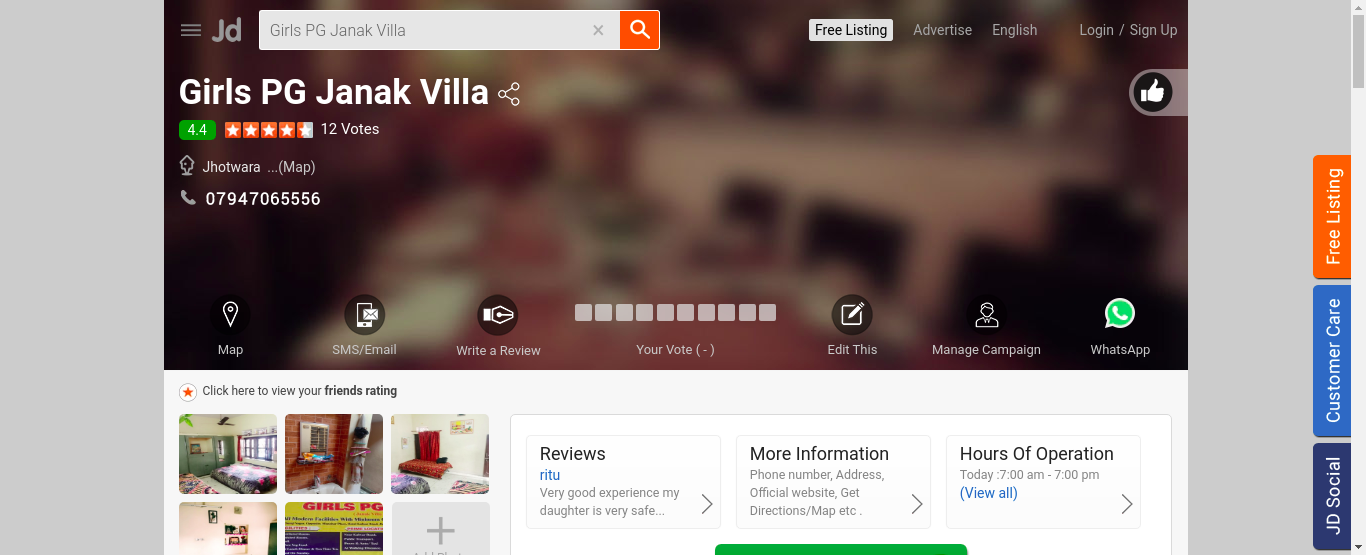 Jd
Girls PG Janak Villa
Free Listing
Advertise
English
Login / Sign Up
Girls PG Janak Villa
4.4
12 Votes
Jhotwara ...(Map)
07947065556
Map
SMS/Email
Write a Review
Your Vote ( - )
Edit This
Manage Campaign
WhatsApp
Free Listing
Customer Care
JD Social
Click here to view your friends rating
GIRLS PG
Reviews
ritu
Very good experience my
daughter is very safe...
More Information
Phone number, Address,
Official website, Get
Directions/Map etc .
Hours Of Operation
Today :7:00 am - 7:00 pm
(View all)